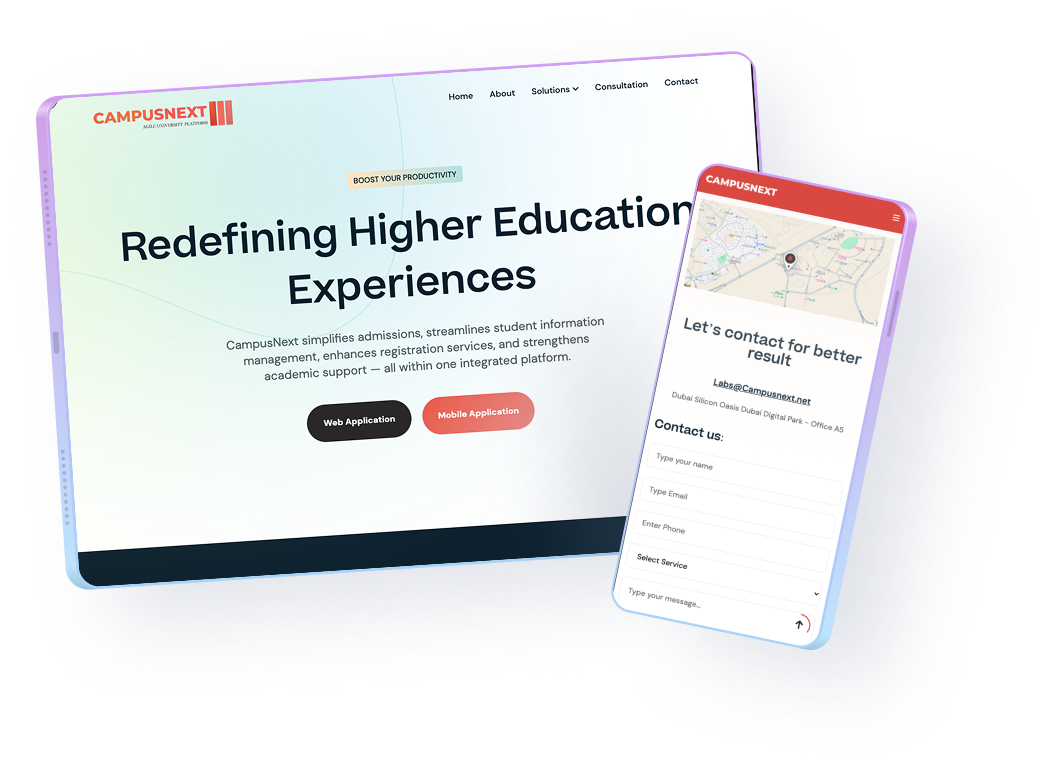 CAMPUSNEXT
AGILE UNIVERSITY PLATFORM
Home About Solutions Consultation Contact
BOOST YOUR PRODUCTIVITY
Redefining Higher Education
Experiences
CampusNext simplifies admissions, streamlines student information
management, enhances registration services, and strengthens
academic support — all within one integrated platform.
Web Application
Mobile Application
CAMPUSNEXT
Let's contact for better
result
Labs@Campusnext.net
Dubai Silicon Oasis Dubai Digital Park – Office A5
Contact us:
Type your name
Type Email
Enter Phone
Select Service
Type your message...